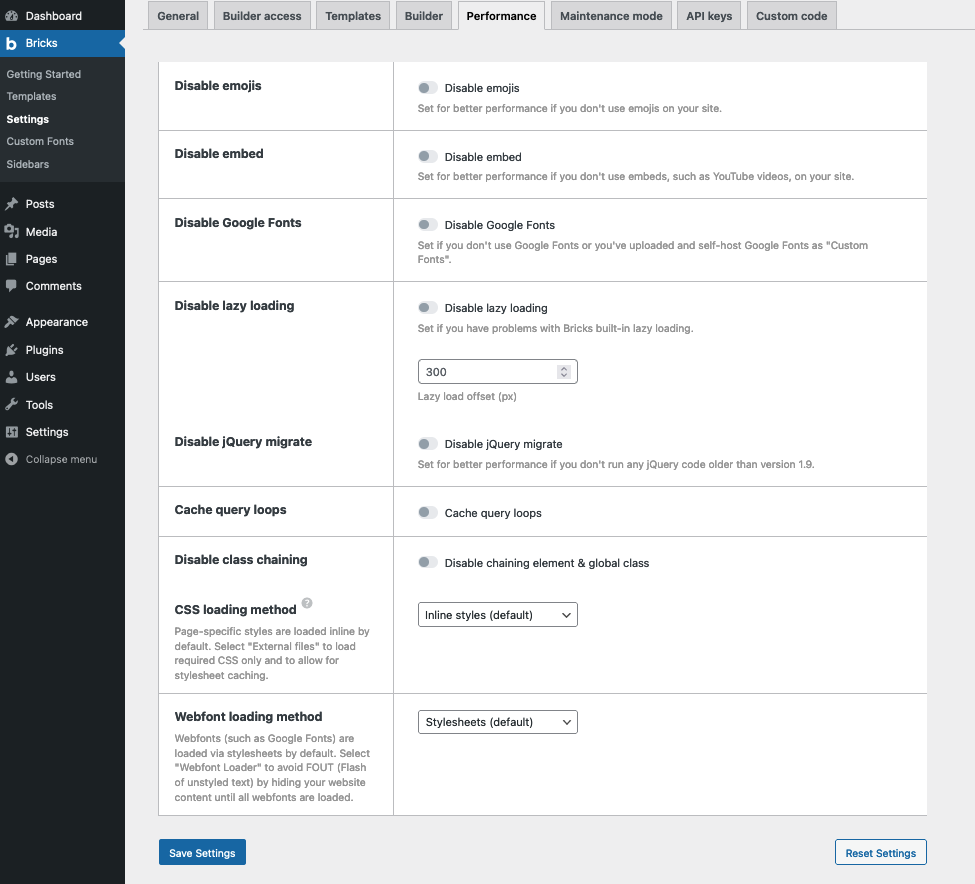 Dashboard
Bricks
Getting Started
Templates
Settings
Custom Fonts
Sidebars
Posts
Media
Pages
Comments
Appearance
Plugins
Users
Tools
Settings
Collapse menu
General
Builder access
Templates
Builder
Performance
Maintenance mode
API keys
Custom code
Disable emojis
Disable emojis
Set for better performance if you don't use emojis on your site.
Disable embed
Disable embed
Set for better performance if you don't use embeds, such as YouTube videos, on your site.
Disable Google Fonts
Disable Google Fonts
Set if you don't use Google Fonts or you've uploaded and self-host Google Fonts as "Custom
Fonts".
Disable lazy loading
Disable lazy loading
Set if you have problems with Bricks built-in lazy loading.
300
Lazy load offset (px)
Disable jQuery migrate
Disable jQuery migrate
Set for better performance if you don't run any jQuery code older than version 1.9.
Cache query loops
Cache query loops
Disable class chaining
Disable chaining element & global class
CSS loading method ?
Page-specific styles are loaded inline by
default. Select "External files" to load
required CSS only and to allow for
stylesheet caching.
Inline styles (default)
Webfont loading method
Webfonts (such as Google Fonts) are
loaded via stylesheets by default. Select
"Webfont Loader" to avoid FOUT (Flash
of unstyled text) by hiding your website
content until all webfonts are loaded.
Stylesheets (default)
Save Settings
Reset Settings